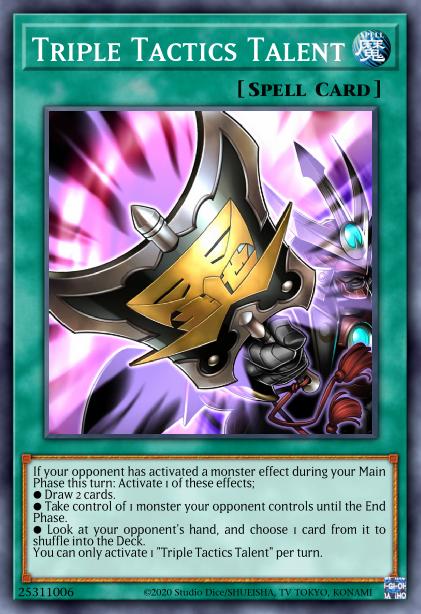 TRIPLE TACTICS TALENT
SPELL
魔
[SPELL CARD]
If your opponent has activated a monster effect during your Main
Phase this turn: Activate 1 of these effects;
● Draw 2 cards.
● Take control of 1 monster your opponent controls until the End
Phase.
● Look at your opponent's hand, and choose 1 card from it to
shuffle into the Deck.
You can only activate 1 "Triple Tactics Talent" per turn.
25311006
©2020 Studio Dice/SHUEISHA, TV TOKYO, KONAMI